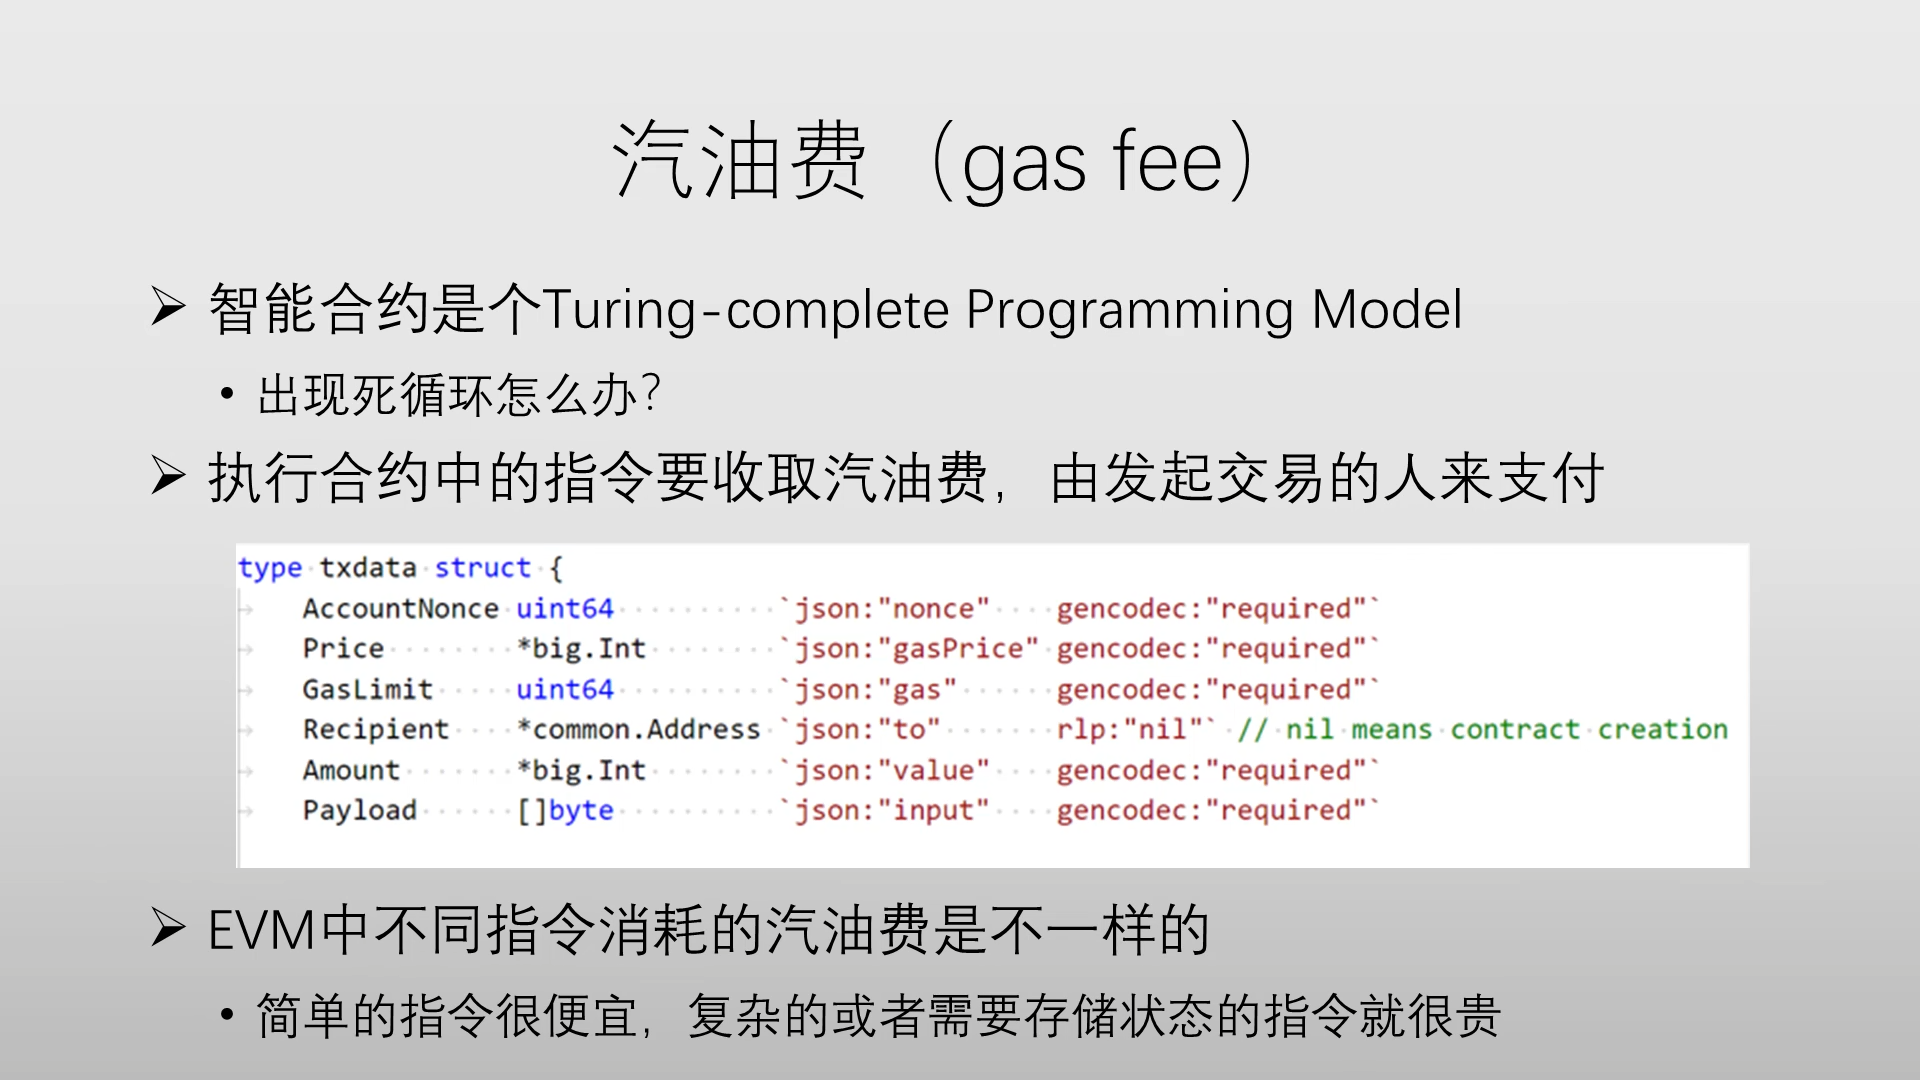 汽油费（gas fee）
➢ 智能合约是个Turing-complete Programming Model
• 出现死循环怎么办？
➢ 执行合约中的指令要收取汽油费，由发起交易的人来支付
type txdata struct {
AccountNonce uint64 `json:"nonce" gencodec:"required"`
Price *big.Int `json:"gasPrice" gencodec:"required"`
GasLimit uint64 `json:"gas" gencodec:"required"`
Recipient *common.Address `json:"to" rlp:"nil"` // nil means contract creation
Amount *big.Int `json:"value" gencodec:"required"`
Payload []byte `json:"input" gencodec:"required"`
➢ EVM中不同指令消耗的汽油费是不一样的
• 简单的指令很便宜，复杂的或者需要存储状态的指令就很贵